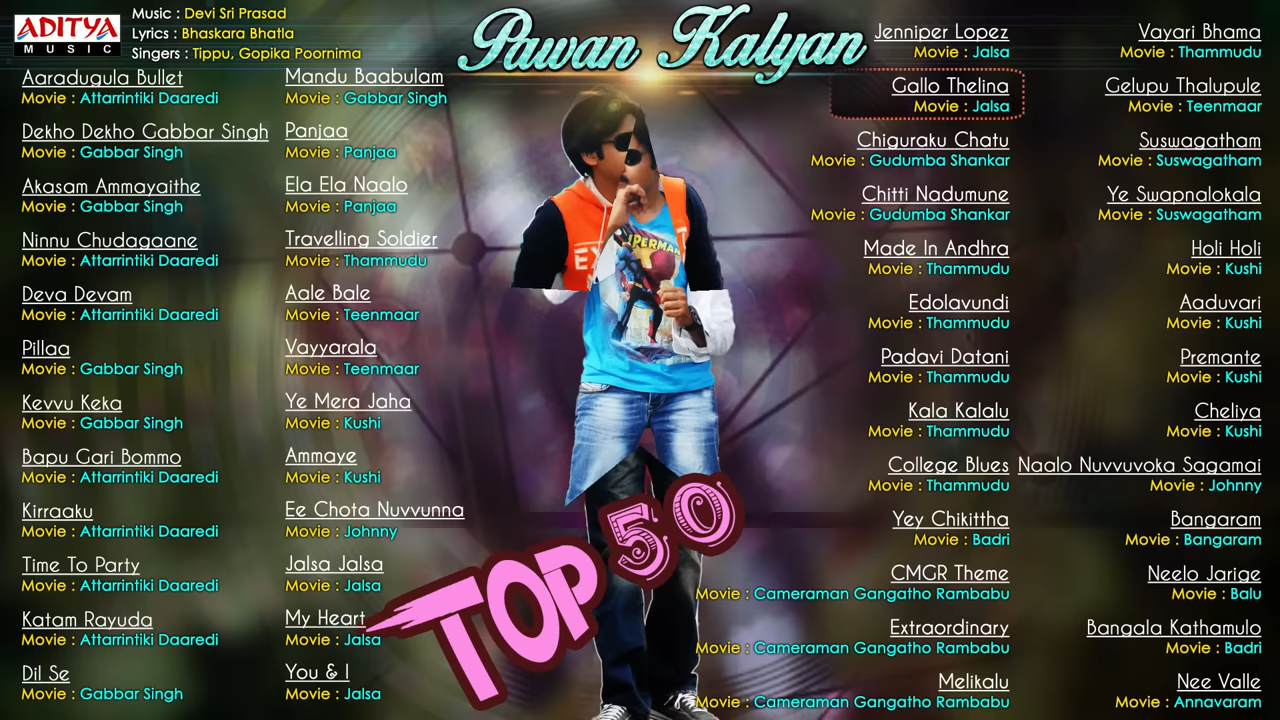 ADITYA
MUSIC
Music : Devi Sri Prasad
Lyrics : Bhaskara Bhatla
Singers : Tippu, Gopika Poornima
Pawan Kalyan
Aaradugula Bullet
Movie : Attarrintiki Daaredi
Dekho Dekho Gabbar Singh
Movie : Gabbar Singh
Akasam Ammayaithe
Movie : Gabbar Singh
Ninnu Chudagaane
Movie : Attarrintiki Daaredi
Deva Devam
Movie : Attarrintiki Daaredi
Pillaa
Movie : Gabbar Singh
Kevvu Keka
Movie : Gabbar Singh
Bapu Gari Bommo
Movie : Attarrintiki Daaredi
Kirraaku
Movie : Attarrintiki Daaredi
Time To Party
Movie : Attarrintiki Daaredi
Katam Rayuda
Movie : Attarrintiki Daaredi
Dil Se
Movie : Gabbar Singh
Mandu Baabulam
Movie : Gabbar Singh
Panjaa
Movie : Panjaa
Ela Ela Naalo
Movie : Panjaa
Travelling Soldier
Movie : Thammudu
Aale Bale
Movie : Teenmaar
Vayyarala
Movie : Teenmaar
Ye Mera Jaha
Movie : Kushi
Ammaye
Movie : Kushi
Ee Chota Nuvvunna
Movie : Johnny
Jalsa Jalsa
Movie : Jalsa
My Heart
Movie : Jalsa
You & I
Movie : Jalsa
SUPERMAN
EX
T
TOP 50
Jenniper Lopez
Movie : Jalsa
Gallo Thelina
Movie : Jalsa
Chiguraku Chatu
Movie : Gudumba Shankar
Chitti Nadumune
Movie : Gudumba Shankar
Made In Andhra
Movie : Thammudu
Edolavundi
Movie : Thammudu
Padavi Datani
Movie : Thammudu
Kala Kalalu
Movie : Thammudu
College Blues
Movie : Thammudu
Yey Chikittha
Movie : Badri
CMGR Theme
Movie : Cameraman Gangatho Rambabu
Extraordinary
Movie : Cameraman Gangatho Rambabu
Melikalu
Movie : Cameraman Gangatho Rambabu
Vayari Bhama
Movie : Thammudu
Gelupu Thalupule
Movie : Teenmaar
Suswagatham
Movie : Suswagatham
Ye Swapnalokala
Movie : Suswagatham
Holi Holi
Movie : Kushi
Aaduvari
Movie : Kushi
Premante
Movie : Kushi
Cheliya
Movie : Kushi
Naalo Nuvvuvoka Sagamai
Movie : Johnny
Bangaram
Movie : Bangaram
Neelo Jarige
Movie : Balu
Bangala Kathamulo
Movie : Badri
Nee Valle
Movie : Annavaram